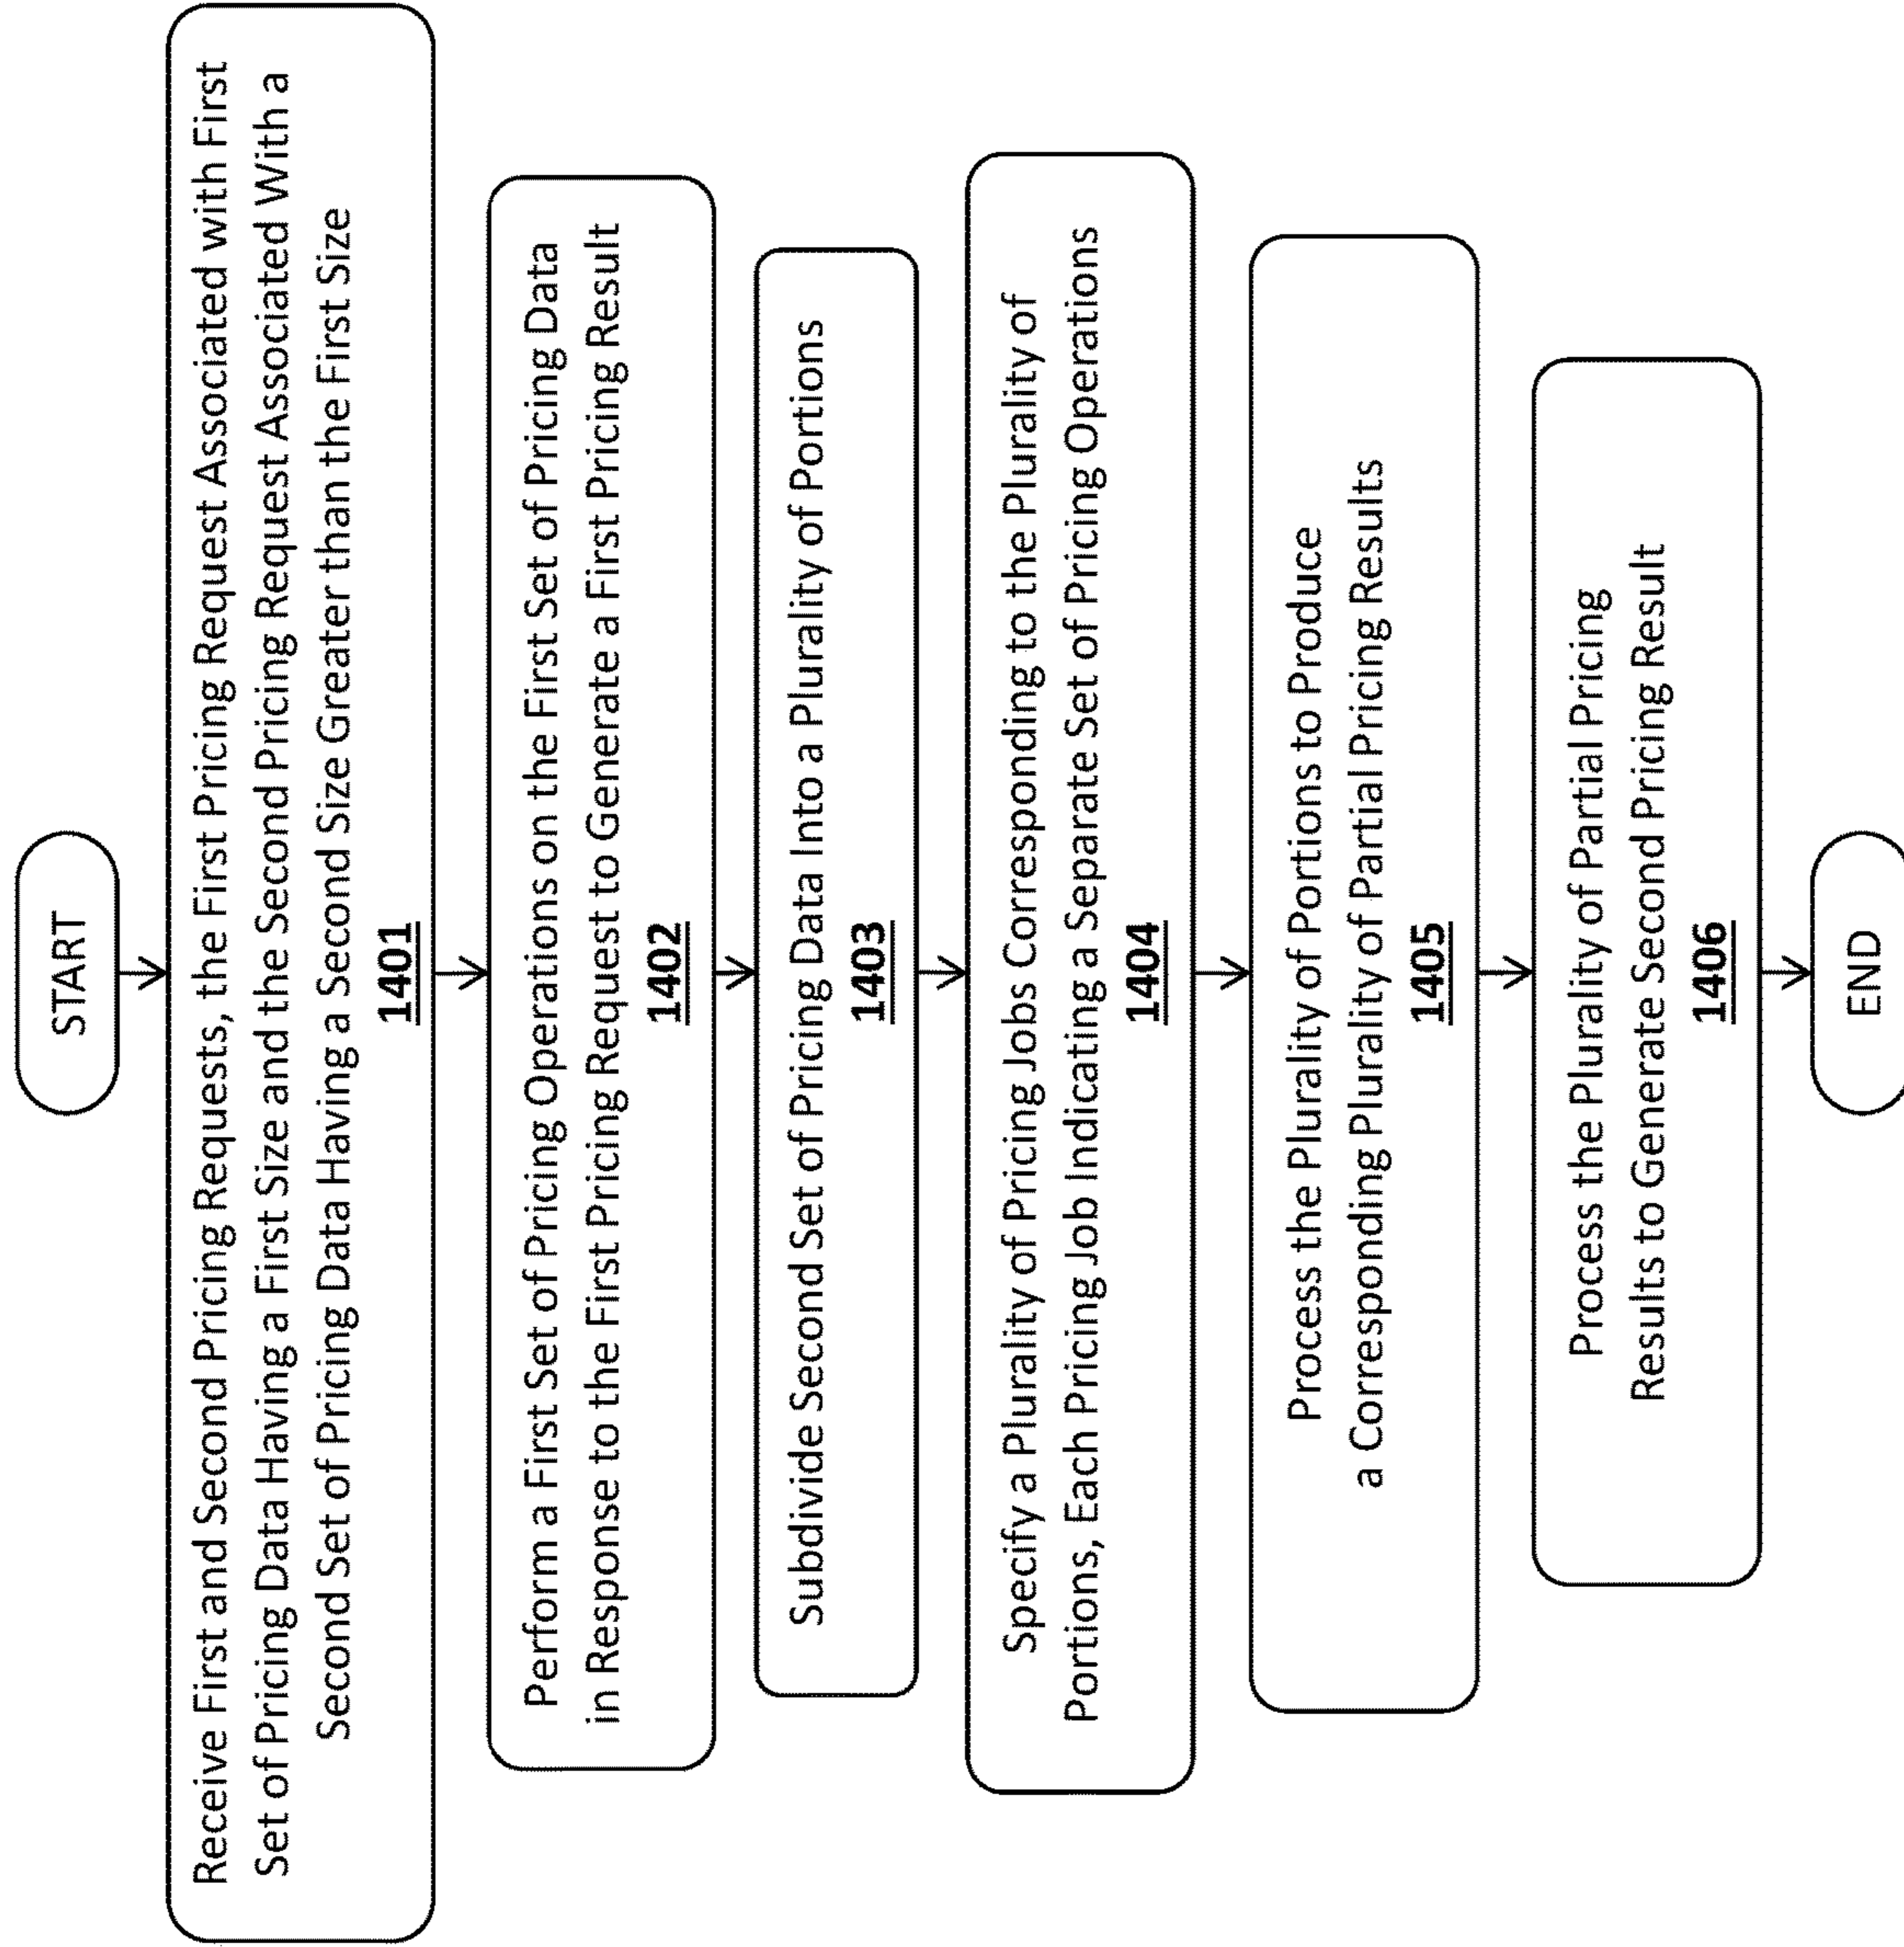 START
Receive First and Second Pricing Requests, the First Pricing Request Associated with First
Set of Pricing Data Having a First Size and the Second Pricing Request Associated With a
Second Set of Pricing Data Having a Second Size Greater than the First Size
1401
Perform a First Set of Pricing Operations on the First Set of Pricing Data
in Response to the First Pricing Request to Generate a First Pricing Result
1402
Subdivide Second Set of Pricing Data Into a Plurality of Portions
1403
Specify a Plurality of Pricing Jobs Corresponding to the Plurality of
Portions, Each Pricing Job Indicating a Separate Set of Pricing Operations
1404
Process the Plurality of Portions to Produce
a Corresponding Plurality of Partial Pricing Results
1405
Process the Plurality of Partial Pricing
Results to Generate Second Pricing Result
1406
END